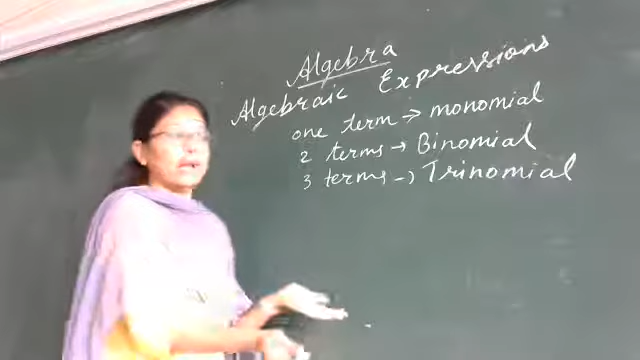 Algebra
Algebraic Expressions
one term → monomial
2 terms → Binomial
3 terms → Trinomial